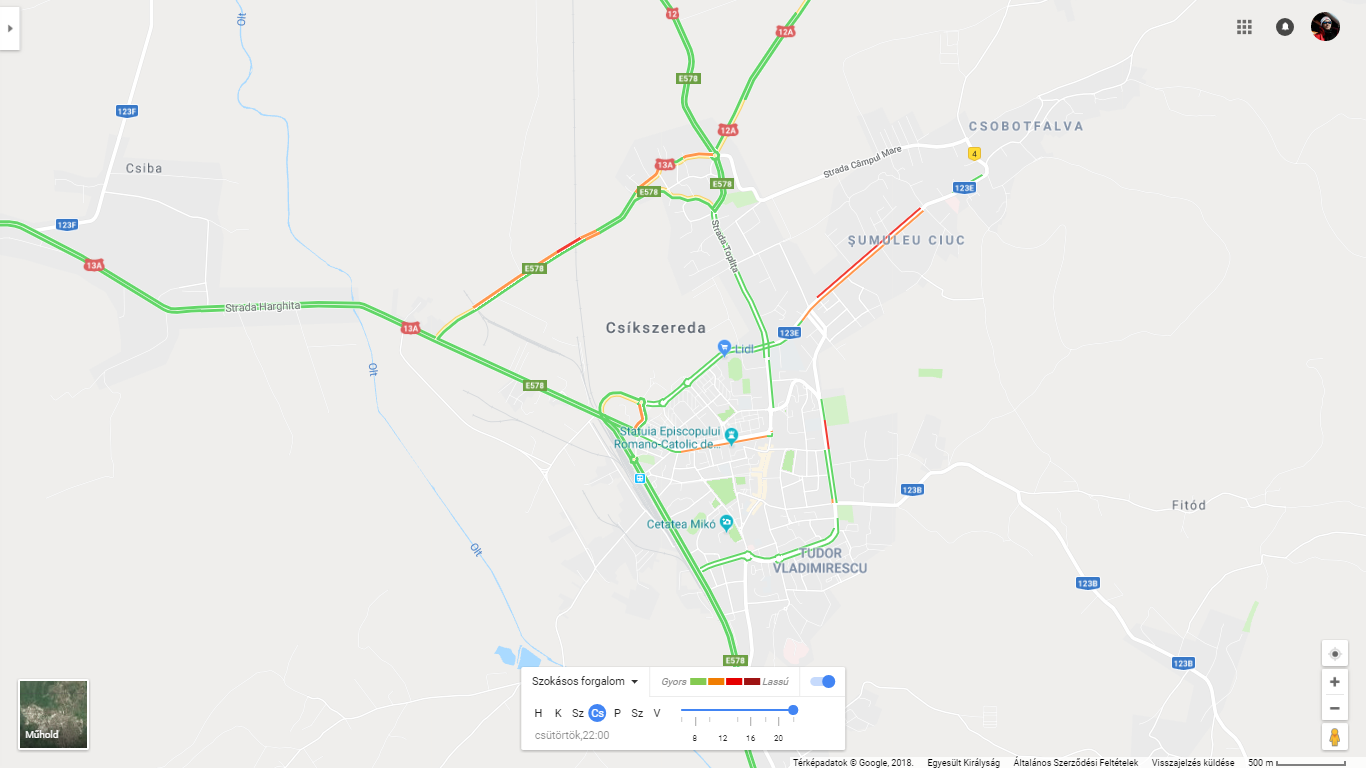 12
12A
Olt
E578
123F
12A
CSOBOTFALVA
Csiba
13A
Strada Câmpul Mare
4
E578
E578
123E
123F
Strada Toplița
ŞUMULEU CIUC
13A
E578
Strada Harghita
13A
Csíkszereda
123E
Lidl
Olt
E578
Statuia Episcopului
Romano-Catolic de...
123B
Fitód
Cetatea Mikó
Olt
TUDOR
VLADIMIRESCU
123B
E578
123B
Szokásos forgalom
Gyors
Lassú
H K Sz Cs P Sz V
8 12 16 20
csütörtök,22:00
Műhold
Térképadatok © Google, 2018. Egyesült Királyság Általános Szerződési Feltételek Visszajelzés küldése 500 m